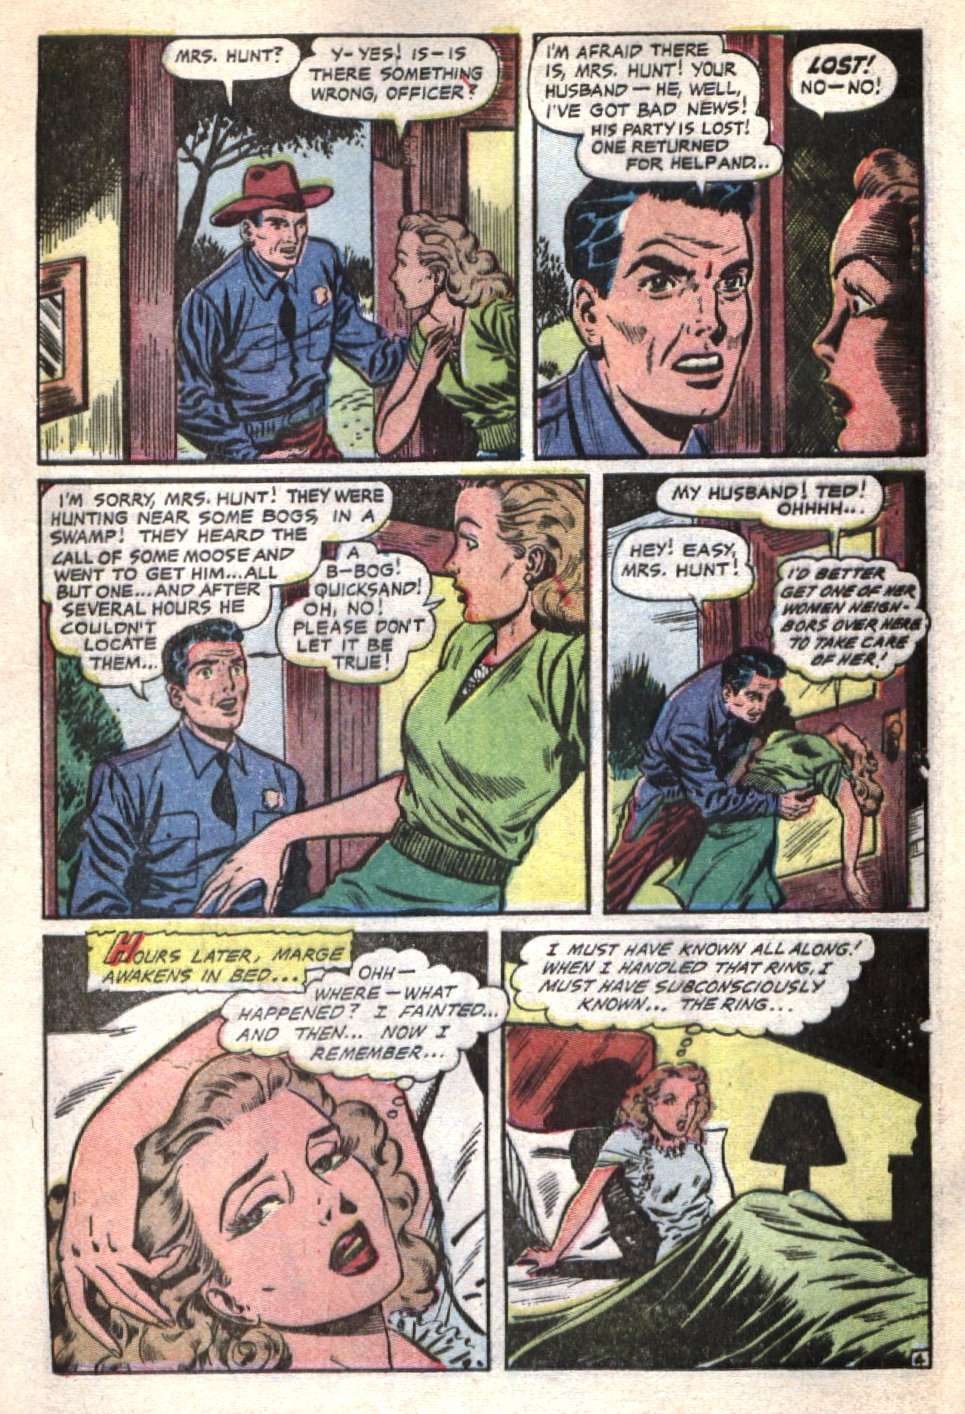 MRS. HUNT?
Y-YES! IS-IS
THERE SOMETHING
WRONG, OFFICER?
I'M AFRAID THERE
IS, MRS. HUNT! YOUR
HUSBAND — HE, WELL,
I'VE GOT BAD NEWS!
HIS PARTY IS LOST!
ONE RETURNED
FOR HELP AND...
LOST!
NO-NO!
I'M SORRY, MRS. HUNT! THEY WERE
HUNTING NEAR SOME BOGS, IN A
SWAMP! THEY HEARD THE
CALL OF SOME MOOSE AND
WENT TO GET HIM...ALL
BUT ONE...AND AFTER
SEVERAL HOURS HE
COULDN'T
LOCATE
THEM...
A
B-BOG!
QUICKSAND!
OH, NO!
PLEASE DON'T
LET IT BE
TRUE!
MY HUSBAND! TED!
OHHHH...
HEY! EASY,
MRS. HUNT!
I'D BETTER
GET ONE OF HER
WOMEN NEIGH-
BORS OVER HERE
TO TAKE CARE
OF HER!
HOURS LATER, MARGE
AWAKENS IN BED...
OHH—
WHERE—WHAT
HAPPENED? I FAINTED...
AND THEN... NOW I
REMEMBER...
I MUST HAVE KNOWN ALL ALONG!
WHEN I HANDLED THAT RING, I
MUST HAVE SUBCONSCIOUSLY
KNOWN... THE RING...
4